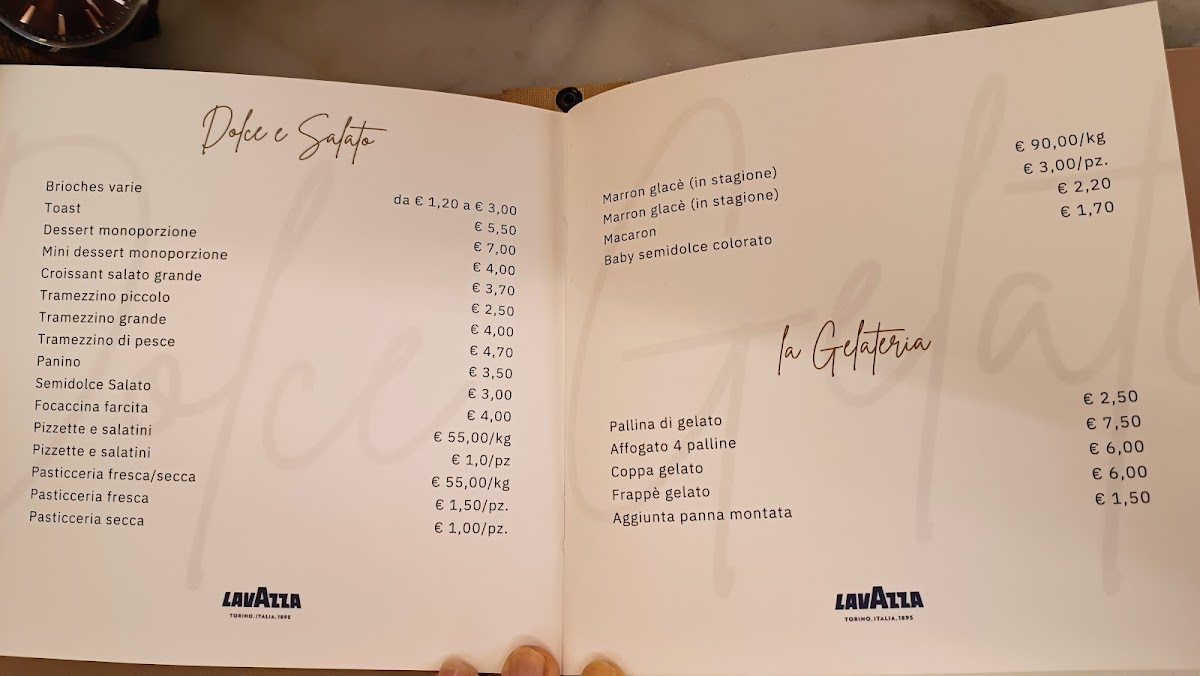 Dolce e Salato
Brioches varie da € 1,20 a € 3,00
Toast € 5,50
Dessert monoporzione € 7,00
Mini dessert monoporzione € 4,00
Croissant salato grande € 3,70
Tramezzino piccolo € 2,50
Tramezzino grande € 4,00
Tramezzino di pesce € 4,70
Panino € 3,50
Semidolce Salato € 3,00
Focaccina farcita € 4,00
Pizzette e salatini € 55,00/kg
Pizzette e salatini € 1,0/pz
Pasticceria fresca/secca € 55,00/kg
Pasticceria fresca € 1,50/pz.
Pasticceria secca € 1,00/pz.
LAVAZZA
TORINO, ITALIA, 1895
Marron glacè (in stagione) € 90,00/kg
Marron glacè (in stagione) € 3,00/pz.
Macaron € 2,20
Baby semidolce colorato € 1,70
la Gelateria
Pallina di gelato € 2,50
Affogato 4 palline € 7,50
Coppa gelato € 6,00
Frappè gelato € 6,00
Aggiunta panna montata € 1,50
LAVAZZA
TORINO, ITALIA, 1895